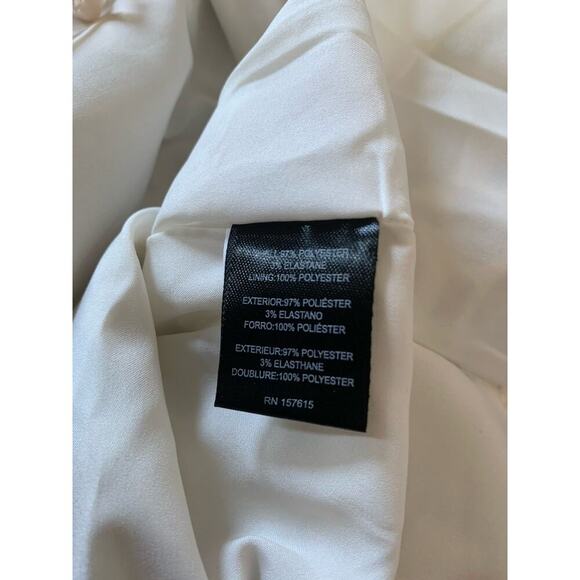 SHELL:97% POLYESTER
3% ELASTANE
LINING:100% POLYESTER
EXTERIOR:97% POLIÉSTER
3% ELASTANO
FORRO:100% POLIÉSTER
EXTERIEUR:97% POLYESTER
3% ELASTHANE
DOUBLURE:100% POLYESTER
RN 157615